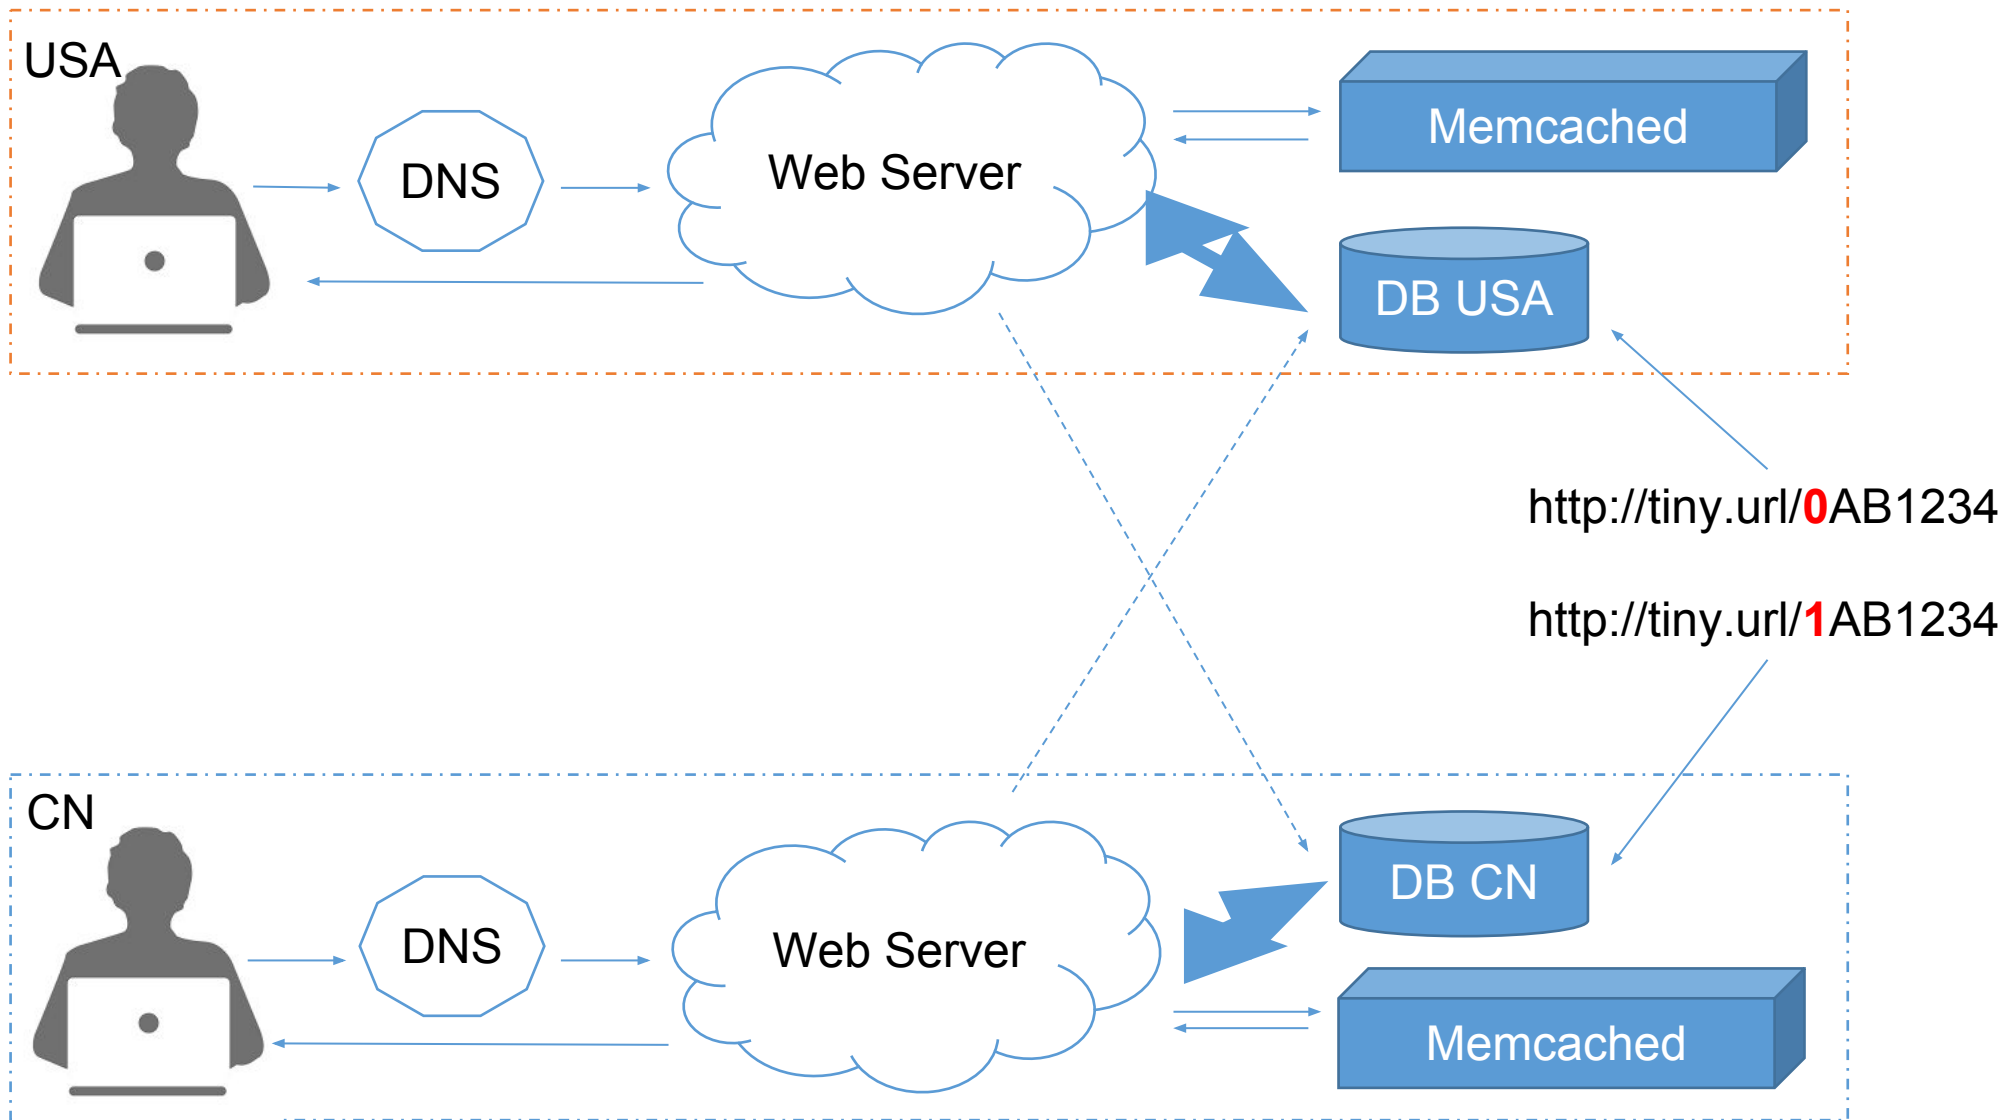 USA
DNS
Web Server
Memcached
DB USA
http://tiny.url/0AB1234
http://tiny.url/1AB1234
CN
DNS
Web Server
DB CN
Memcached